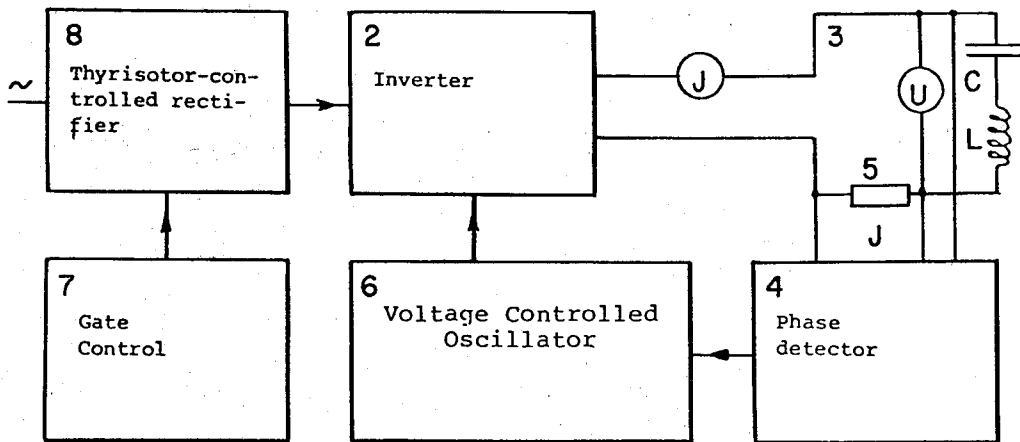 8
Thyrisotor-con-
trolled recti-
fier
2
Inverter
J
3
U
C
L
5
J
~
7
Gate
Control
6
Voltage Controlled
Oscillator
4
Phase
detector